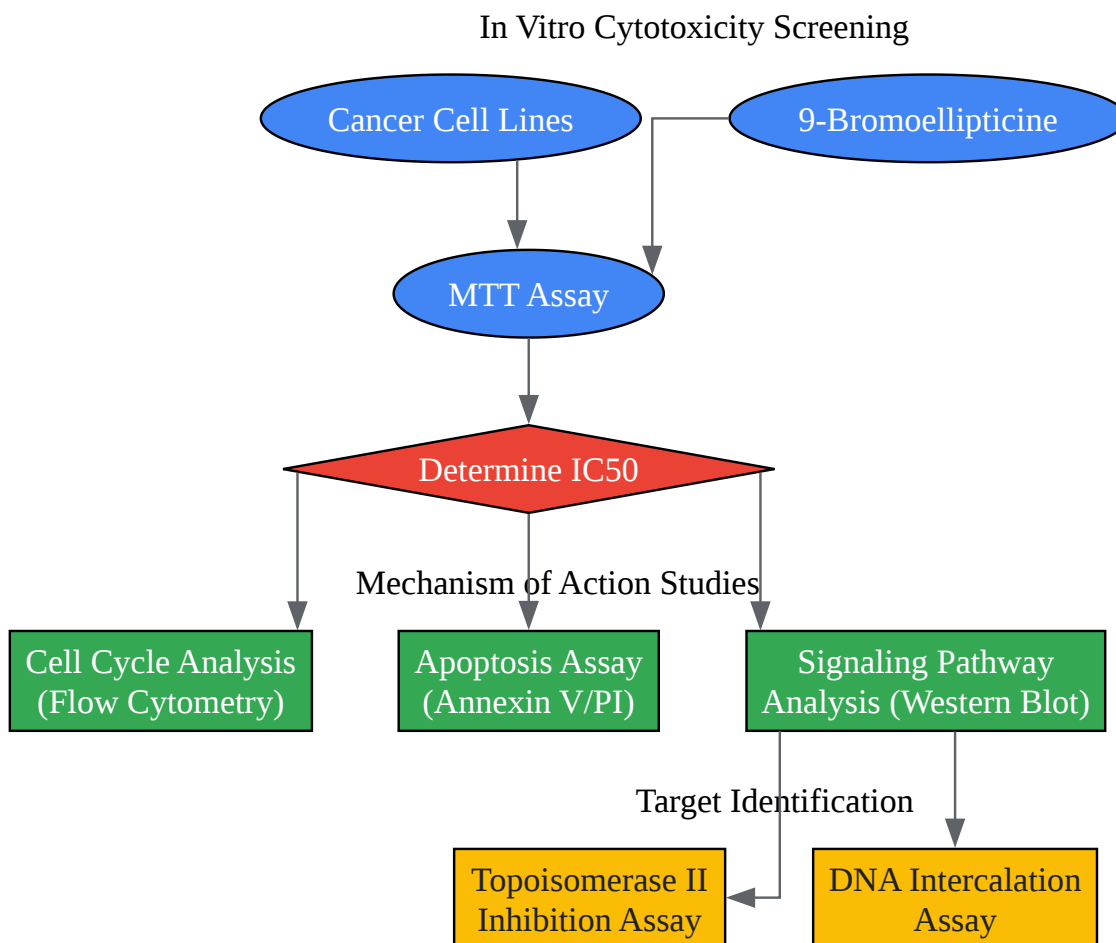 In Vitro Cytotoxicity Screening
Cancer Cell Lines
9-Bromoellipticine
MTT Assay
Determine IC50
Mechanism of Action Studies
Cell Cycle Analysis
(Flow Cytometry)
Apoptosis Assay
(Annexin V/PI)
Signaling Pathway
Analysis (Western Blot)
Target Identification
Topoisomerase II
Inhibition Assay
DNA Intercalation
Assay